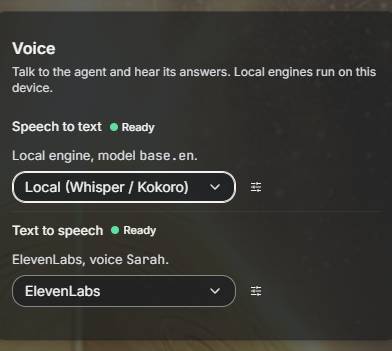 Voice
Talk to the agent and hear its answers. Local engines run on this
device.
Speech to text Ready
Local engine, model base.en.
Local (Whisper / Kokoro)
Text to speech Ready
ElevenLabs, voice Sarah.
ElevenLabs